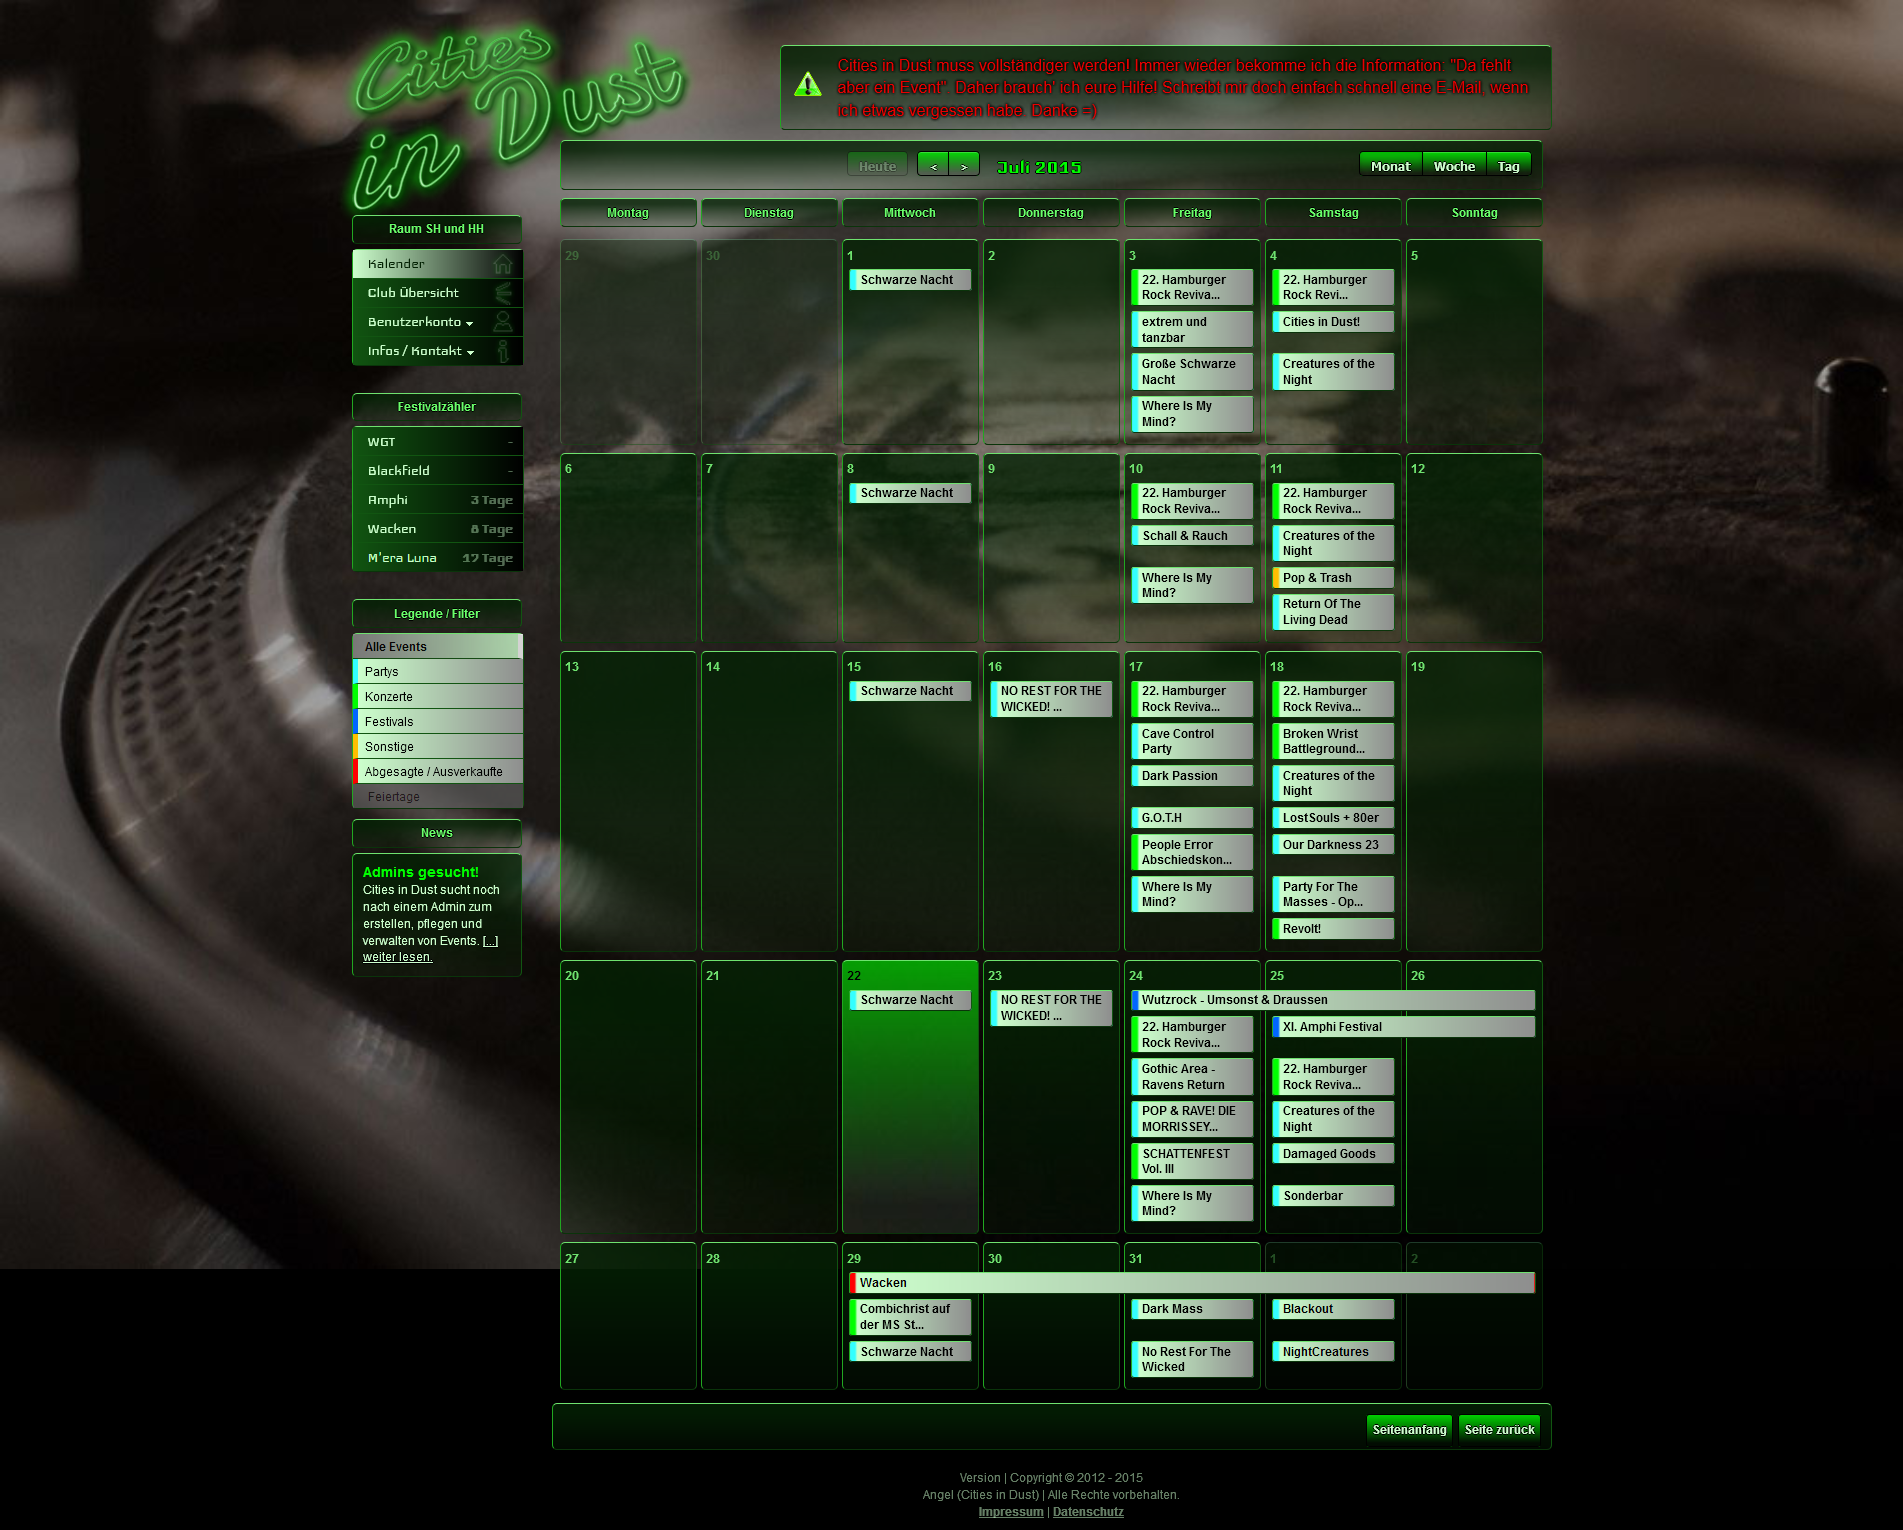 Cities
in Dust
Cities in Dust muss vollständiger werden! Immer wieder bekomme ich die Information: "Da fehlt
aber ein Event". Daher brauch' ich eure Hilfe! Schreibt mir doch einfach schnell eine E-Mail, wenn
ich etwas vergessen habe. Danke =)
Heute < > Juli 2015 Monat Woche Tag
Raum SH und HH
Kalender
Club Übersicht
Benutzerkonto
Infos / Kontakt
Festivalzähler
WGT -
Blackfield -
Amphi 3 Tage
Wacken 8 Tage
M'era Luna 17 Tage
Legende / Filter
Alle Events
Partys
Konzerte
Festivals
Sonstige
Abgesagte / Ausverkaufte
Feiertage
News
Admins gesucht!
Cities in Dust sucht noch
nach einem Admin zum
erstellen, pflegen und
verwalten von Events. [...]
weiter lesen.
Montag Dienstag Mittwoch Donnerstag Freitag Samstag Sonntag
29
30
1
Schwarze Nacht
2
3
22. Hamburger
Rock Reviva...
extrem und
tanzbar
Große Schwarze
Nacht
Where Is My
Mind?
4
22. Hamburger
Rock Revi...
Cities in Dust!
Creatures of the
Night
5
6
7
8
Schwarze Nacht
9
10
22. Hamburger
Rock Reviva...
Schall & Rauch
Where Is My
Mind?
11
22. Hamburger
Rock Reviva...
Creatures of the
Night
Pop & Trash
Return Of The
Living Dead
12
13
14
15
Schwarze Nacht
16
NO REST FOR THE
WICKED! ...
17
22. Hamburger
Rock Reviva...
Cave Control
Party
Dark Passion
G.O.T.H
People Error
Abschiedskon...
Where Is My
Mind?
18
22. Hamburger
Rock Reviva...
Broken Wrist
Battleground...
Creatures of the
Night
LostSouls + 80er
Our Darkness 23
Party For The
Masses - Op...
Revolt!
19
20
21
22
Schwarze Nacht
23
NO REST FOR THE
WICKED! ...
24
25
26
Wutzrock - Umsonst & Draussen
XI. Amphi Festival
22. Hamburger
Rock Reviva...
Gothic Area -
Ravens Return
POP & RAVE! DIE
MORRISSEY...
SCHATTENFEST
Vol. III
Where Is My
Mind?
22. Hamburger
Rock Reviva...
Creatures of the
Night
Damaged Goods
Sonderbar
27
28
29
30
31
1
2
Wacken
Combichrist auf
der MS St...
Schwarze Nacht
Dark Mass
No Rest For The
Wicked
Blackout
NightCreatures
Seitenanfang Seite zurück
Version | Copyright © 2012 - 2015
Angel (Cities in Dust) | Alle Rechte vorbehalten.
Impressum | Datenschutz